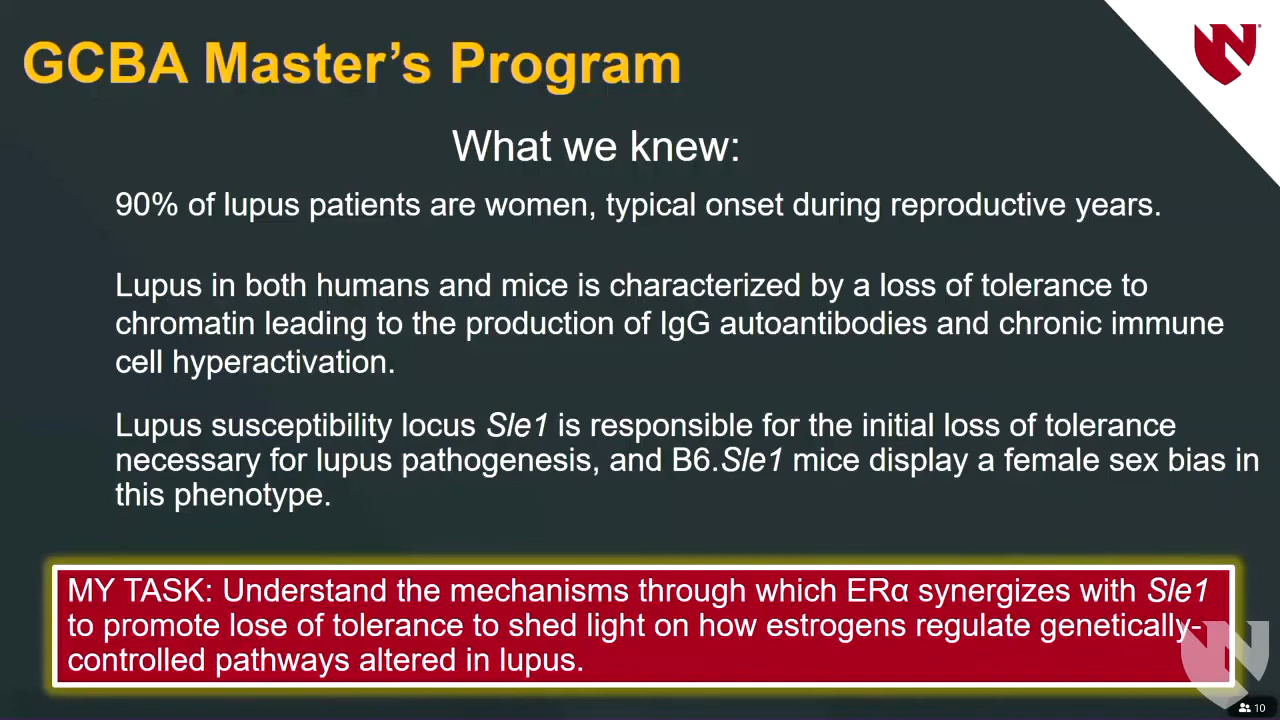 GCBA Master’s Program
What we knew:
90% of lupus patients are women, typical onset during reproductive years.
Lupus in both humans and mice is characterized by a loss of tolerance to
chromatin leading to the production of IgG autoantibodies and chronic immune
cell hyperactivation.
Lupus susceptibility locus Sle1 is responsible for the initial loss of tolerance
necessary for lupus pathogenesis, and B6.Sle1 mice display a female sex bias in
this phenotype.
MY TASK: Understand the mechanisms through which ERα synergizes with Sle1
to promote lose of tolerance to shed light on how estrogens regulate genetically-
controlled pathways altered in lupus.
10